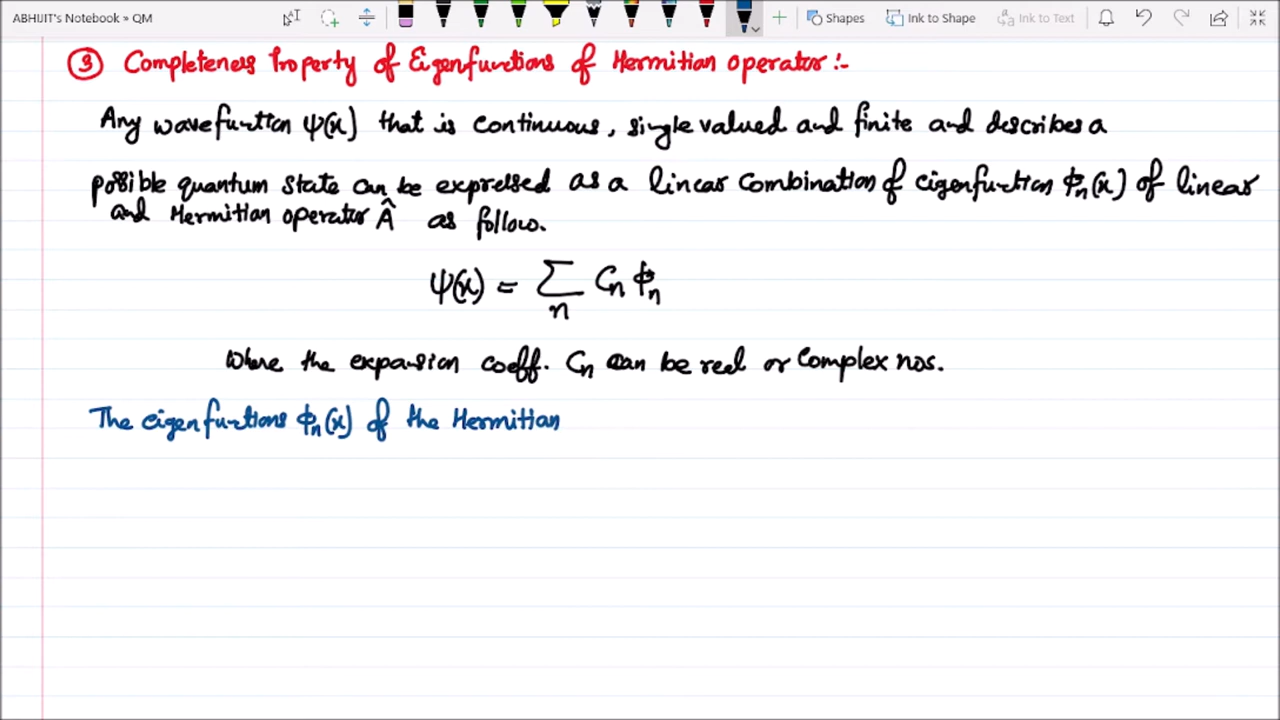 ABHIJIT's Notebook » QM
Shapes
Ink to Shape
Ink to Text
③ Completeness Property of Eigenfunctions of Hermitian operator :-
Any wavefunction ψ(x) that is continuous, single valued and finite and describes a
possible quantum state can be expressed as a linear combination of eigenfunction ϕn(x) of linear
and Hermitian operator Â as follow.
ψ(x) = ∑n Cn ϕn
Where the expansion coeff. Cn can be real or complex nos.
The eigenfunctions ϕn(x) of the Hermitian